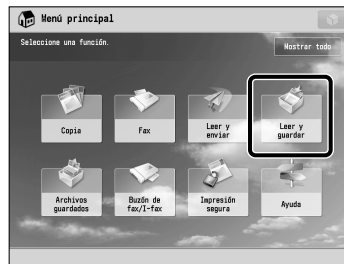 Menú principal
Seleccione una función.
Mostrar todo
Copia
Fax
Leer y
enviar
Leer y
guardar
Archivos
guardados
Buzón de
fax/I-fax
Impresión
segura
Ayuda